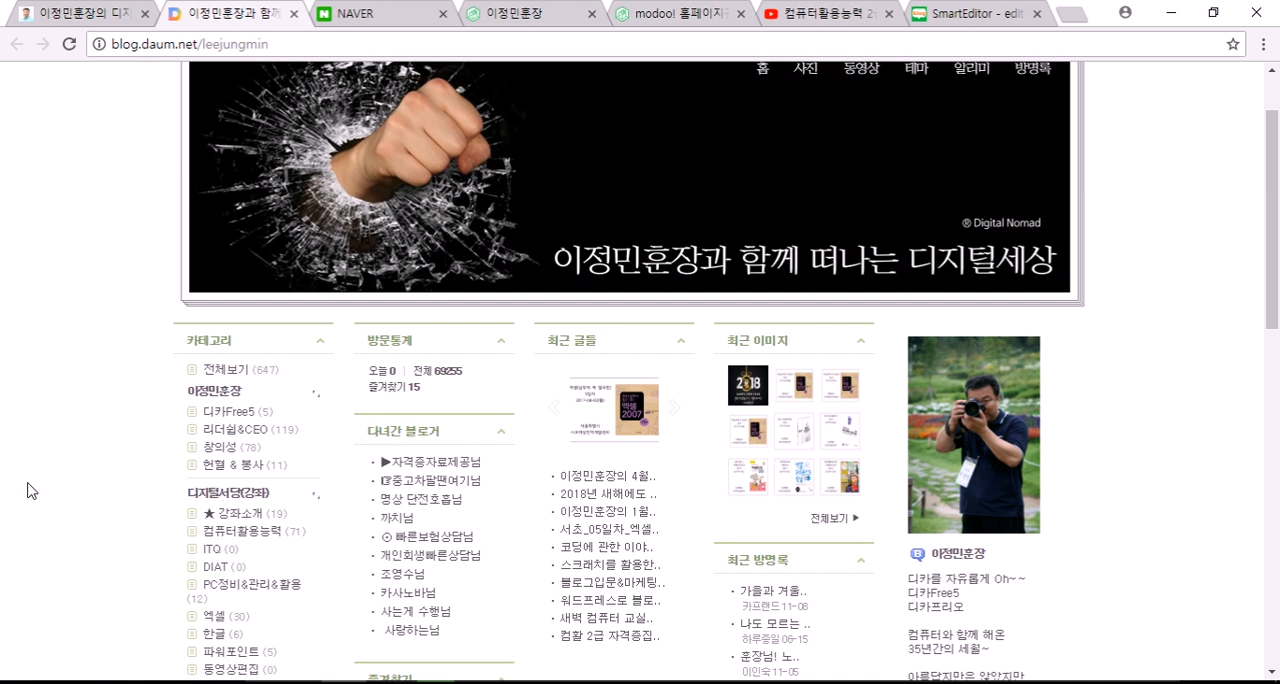 이정민훈장의 디지
이정민훈장과 함께
NAVER
이정민훈장
modoo! 홈페이지
컴퓨터활용능력 2
SmartEditor - edit
blog.daum.net/leejungmin
홈 사진 동영상 테마 알리미 방명록
® Digital Nomad
이정민훈장과 함께 떠나는 디지털세상
카테고리
전체보기 (647)
이정민훈장
디카Free5 (5)
리더쉽&CEO (119)
창의성 (78)
헌혈 & 봉사 (11)
디지털서당(강좌)
★ 강좌소개 (19)
컴퓨터활용능력 (71)
ITQ (0)
DIAT (0)
PC정비&관리&활용
(12)
엑셀 (30)
한글 (6)
파워포인트 (5)
동영상편집 (0)
방문통계
오늘 0 | 전체 69255
즐겨찾기 15
다녀간 블로거
▶자격증자료제공님
☞중고차팔땐여기님
명상 단전호흡님
까치님
⊙ 빠른보험상담님
개인회생빠른상담님
조영수님
카사노바님
사는게 수행님
사랑하는님
즐겨찾기
최근 글들
엑셀
2007
이정민훈장의 4월..
2018년 새해에도 ..
이정민훈장의 1월..
서초_05일차_엑셀..
코딩에 관한 이야..
스크래치를 활용한..
블로그입문&마케팅..
워드프레스로 블로..
새벽 컴퓨터 교실..
컴활 2급 자격증집..
최근 이미지
2018
전체보기 ▶
최근 방명록
가을과 겨울..
카프랜드 11-08
나도 모르는 ..
하루종일 06-15
훈장님! 노..
이인숙 11-05
이정민훈장
디카를 자유롭게 Oh~~
디카Free5
디카프리오
컴퓨터와 함께 해온
35년간의 세월~
아름답지만은 않았지만